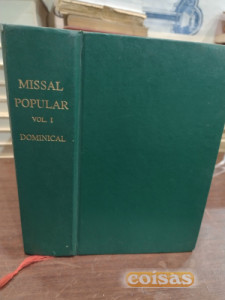 MISSAL
POPULAR
VOL. I
DOMINICAL
coisas